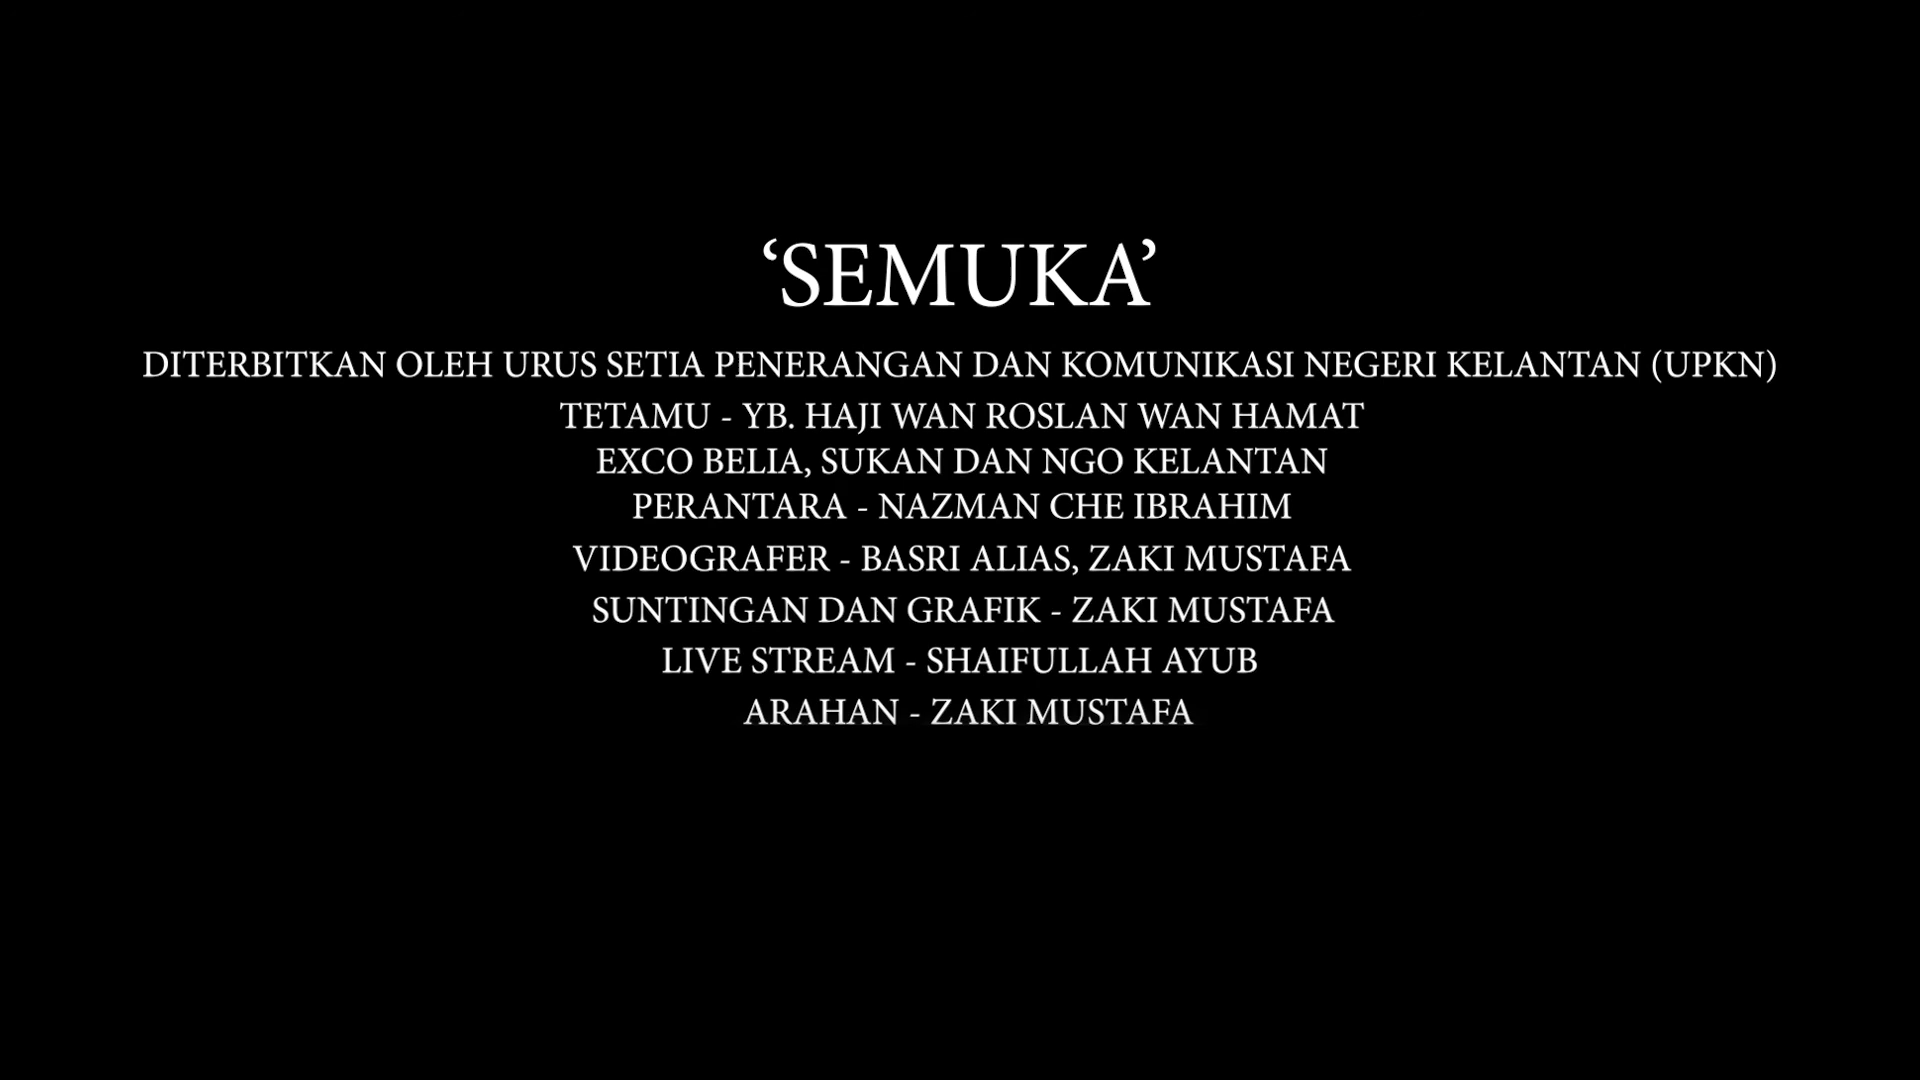 ‘SEMUKA’
DITERBITKAN OLEH URUS SETIA PENERANGAN DAN KOMUNIKASI NEGERI KELANTAN (UPKN)
TETAMU - YB. HAJI WAN ROSLAN WAN HAMAT
EXCO BELIA, SUKAN DAN NGO KELANTAN
PERANTARA - NAZMAN CHE IBRAHIM
VIDEOGRAFER - BASRI ALIAS, ZAKI MUSTAFA
SUNTINGAN DAN GRAFIK - ZAKI MUSTAFA
LIVE STREAM - SHAIFULLAH AYUB
ARAHAN - ZAKI MUSTAFA